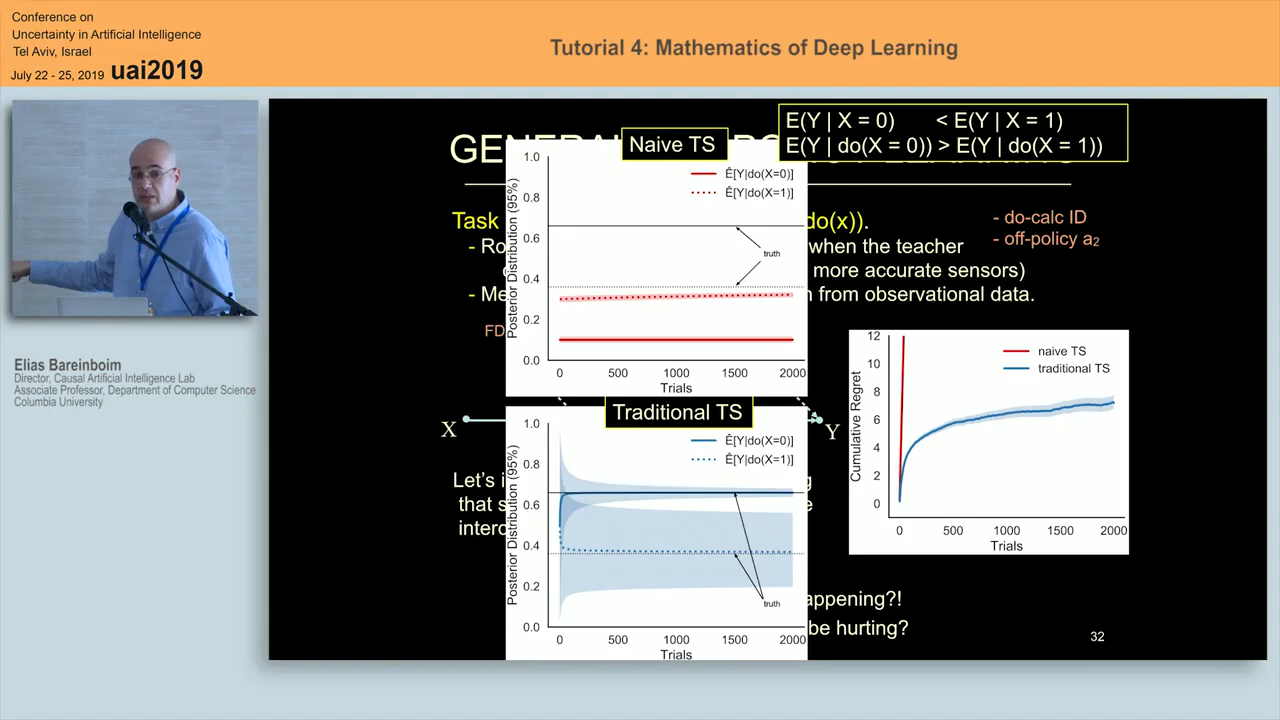 Conference on
Uncertainty in Artificial Intelligence
Tel Aviv, Israel
July 22 - 25, 2019 uai2019
Tutorial 4: Mathematics of Deep Learning
Elias Bareinboim
Director, Causal Artificial Intelligence Lab
Associate Professor, Department of Computer Science
Columbia University
E(Y | X = 0) < E(Y | X = 1)
E(Y | do(X = 0)) > E(Y | do(X = 1))
Naive TS
Posterior Distribution (95%)
1.0
0.8
0.6
0.4
0.2
0.0
Ê[Y|do(X=0)]
Ê[Y|do(X=1)]
truth
0 500 1000 1500 2000
Trials
Task do(x)).
- do-calc ID
- off-policy a2
when the teacher
more accurate sensors)
from observational data.
X Y
Traditional TS
Posterior Distribution (95%)
1.0
0.8
0.6
0.4
0.2
0.0
Ê[Y|do(X=0)]
Ê[Y|do(X=1)]
truth
0 500 1000 1500 2000
Trials
Let's
that
be hurting?
Cumulative Regret
12
10
8
6
4
2
0
naive TS
traditional TS
0 500 1000 1500 2000
Trials
32